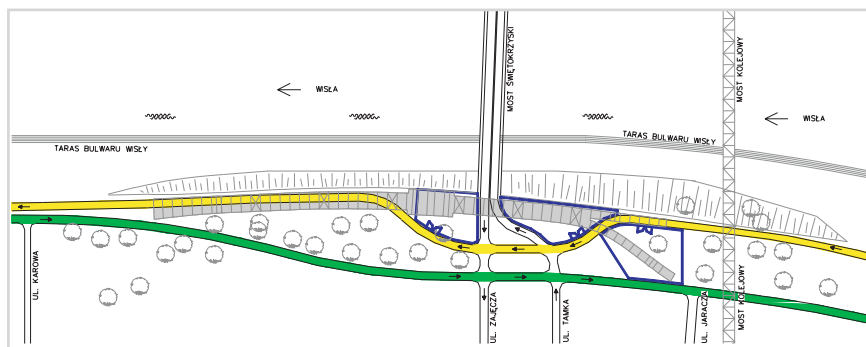 MOST ŚWIĘTOKRZYSKI
MOST KOLEJOWY
WISŁA
WISŁA
TARAS BULWARU WISŁY
TARAS BULWARU WISŁY
UL. KAROWA
UL. ZAJĘCZA
UL. TAMKA
UL. JARACZA
MOST KOLEJOWY